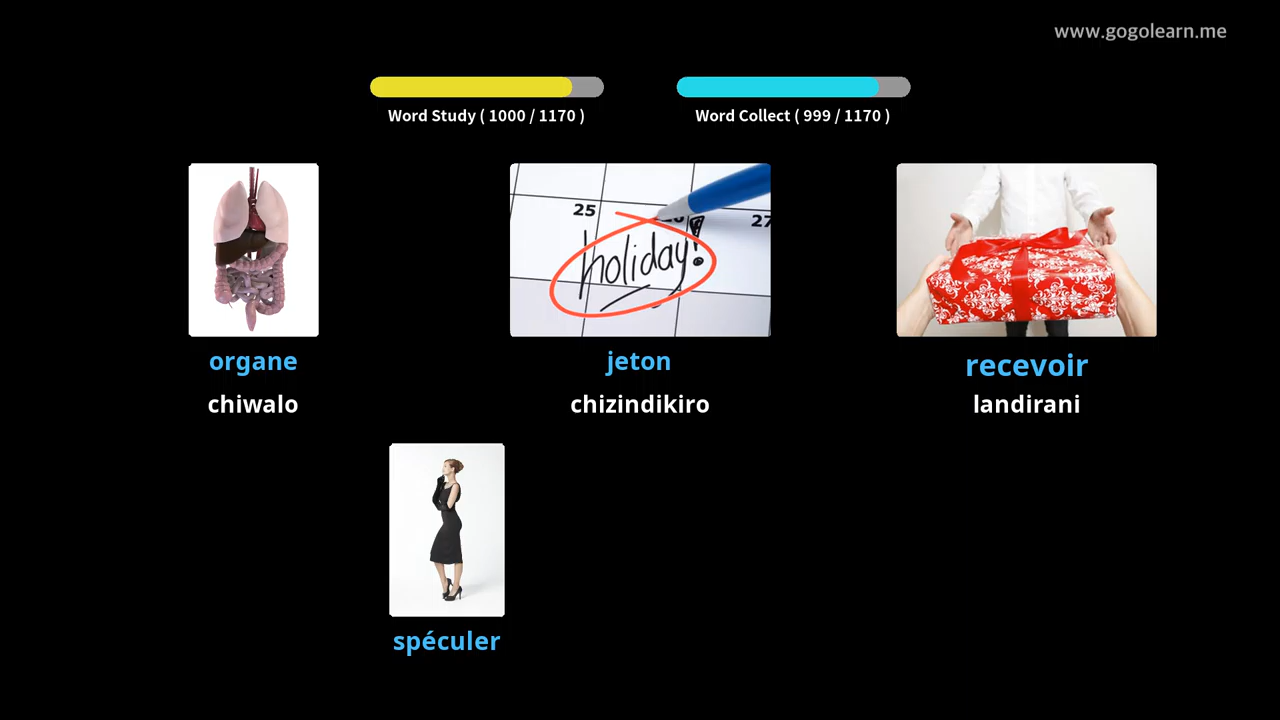 www.gogolearn.me
Word Study ( 1000 / 1170 )
Word Collect ( 999 / 1170 )
25
27
holiday!
organe
jeton
recevoir
chiwalo
chizindikiro
landirani
spéculer